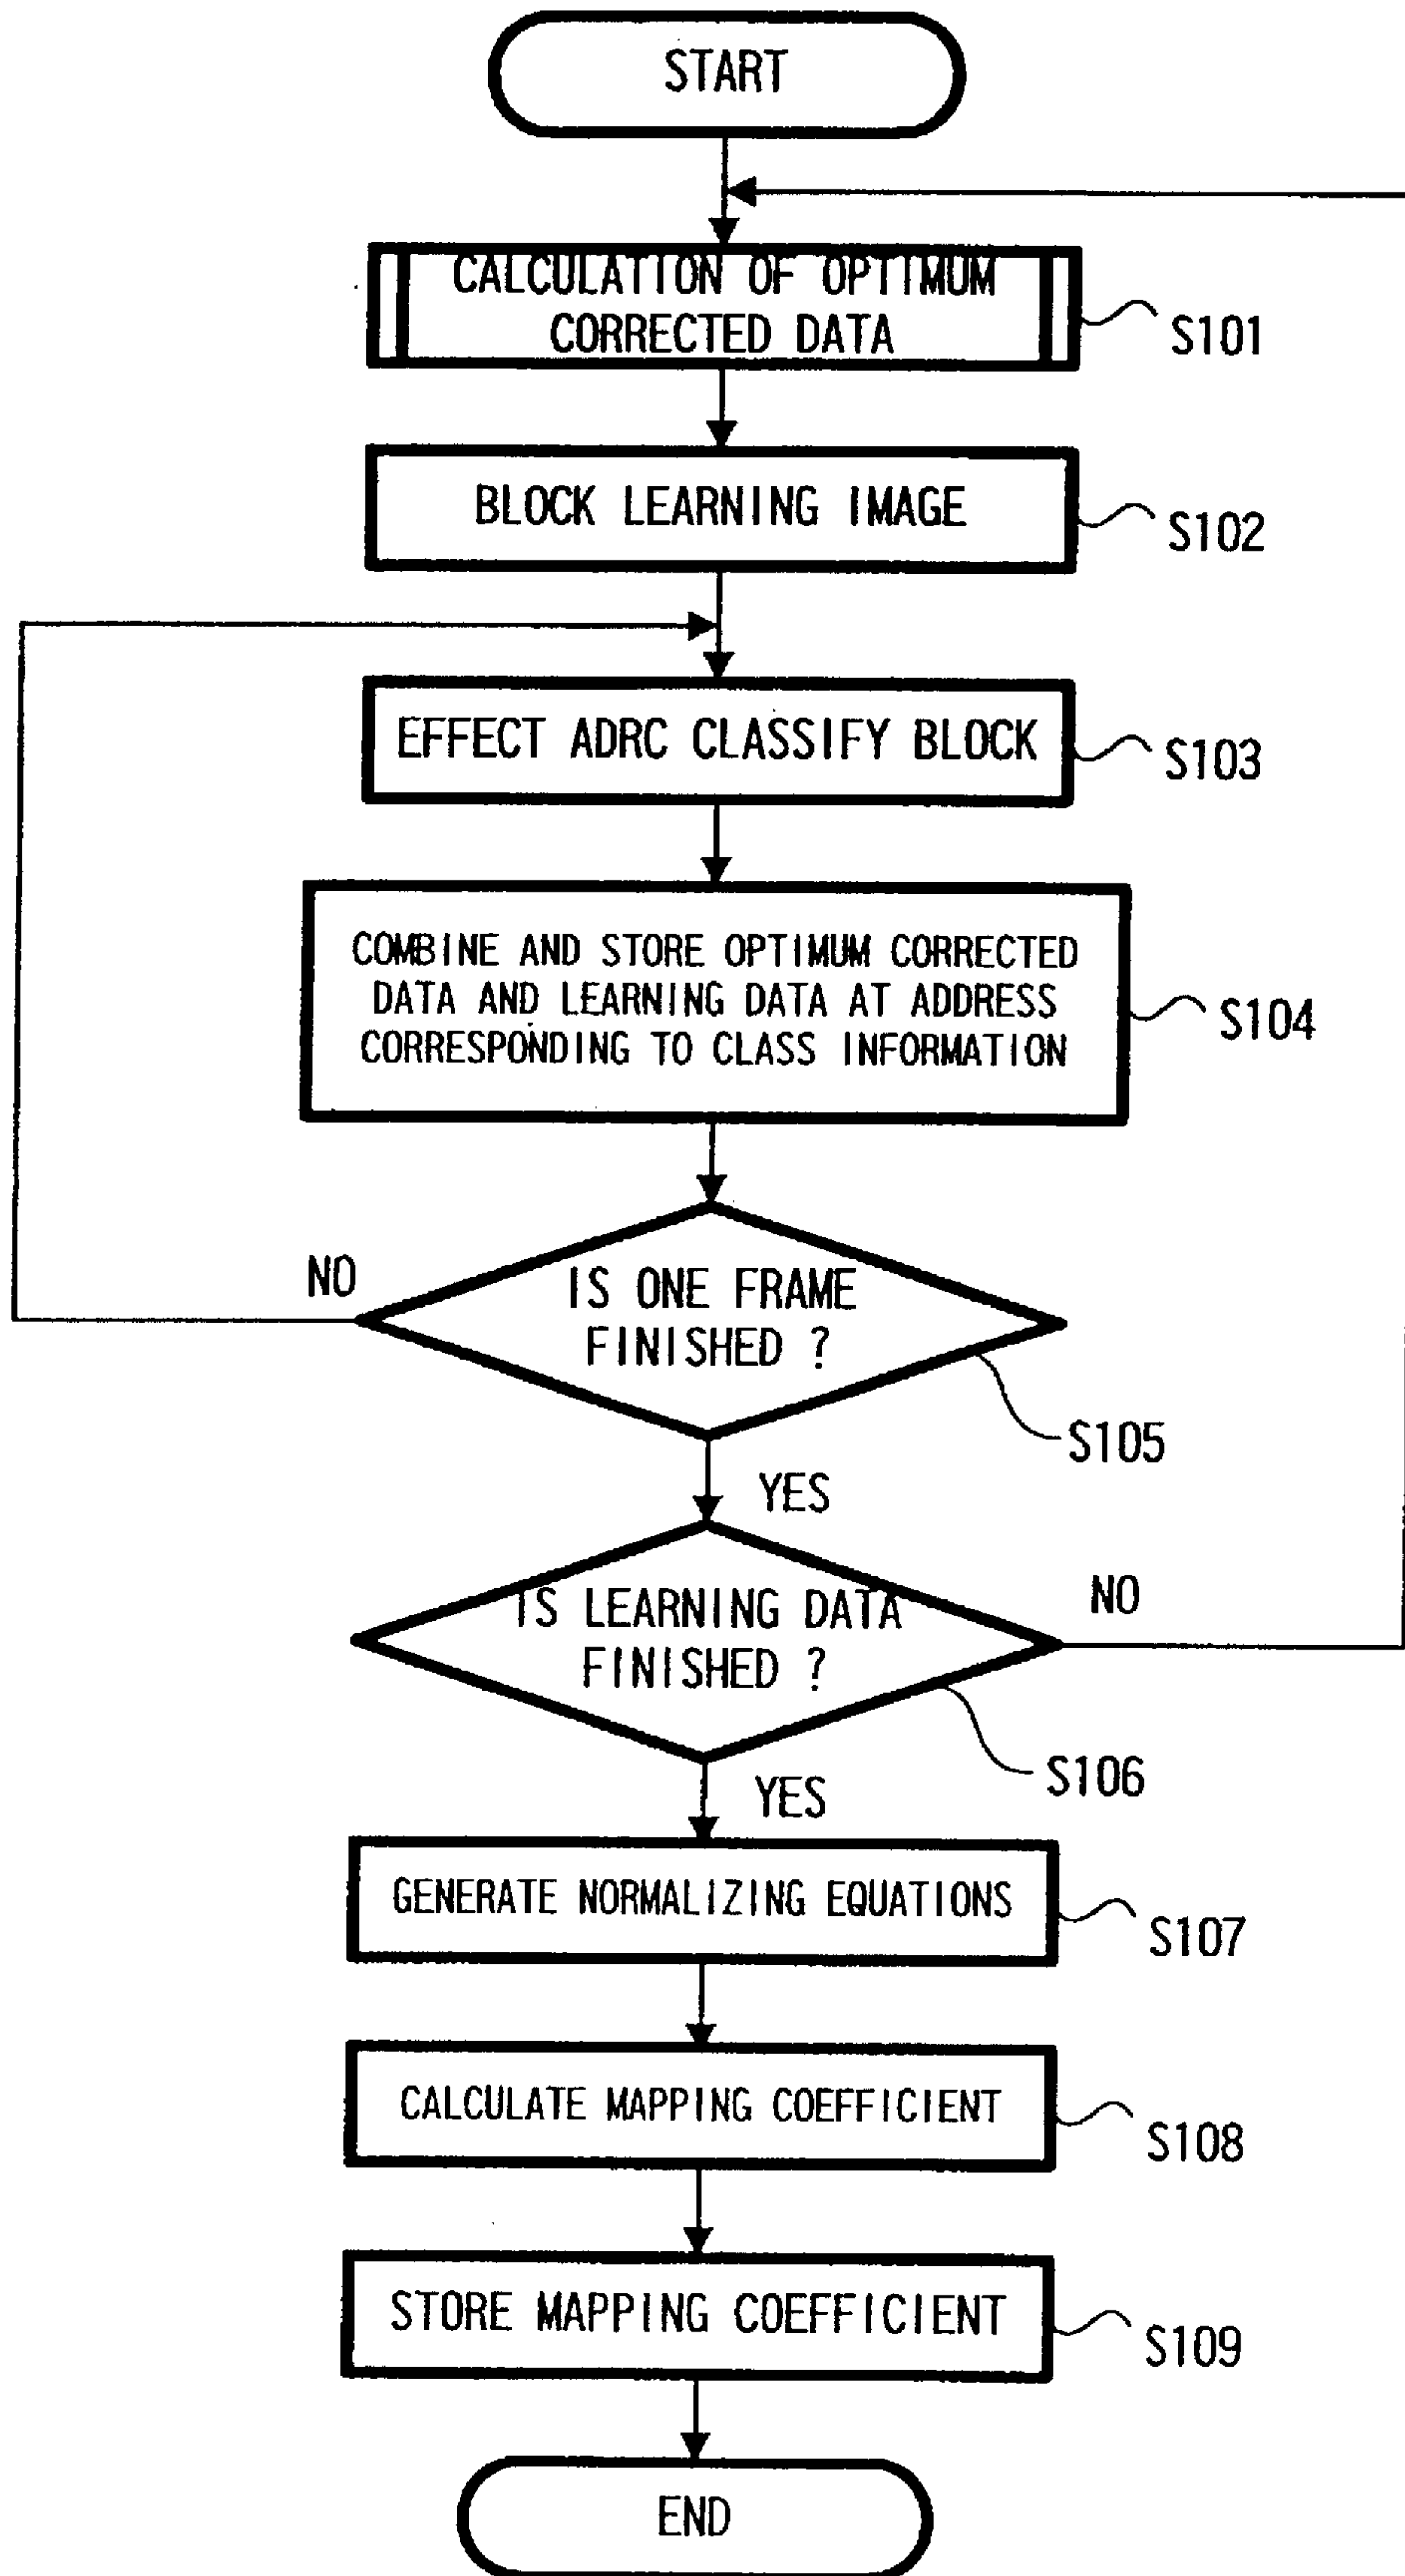 START
CALCULATION OF OPTIMUM
CORRECTED DATA
S101
BLOCK LEARNING IMAGE
S102
EFFECT ADRC CLASSIFY BLOCK
S103
COMBINE AND STORE OPTIMUM CORRECTED
DATA AND LEARNING DATA AT ADDRESS
CORRESPONDING TO CLASS INFORMATION
S104
NO
IS ONE FRAME
FINISHED ?
S105
YES
IS LEARNING DATA
FINISHED ?
NO
S106
YES
GENERATE NORMALIZING EQUATIONS
S107
CALCULATE MAPPING COEFFICIENT
S108
STORE MAPPING COEFFICIENT
S109
END